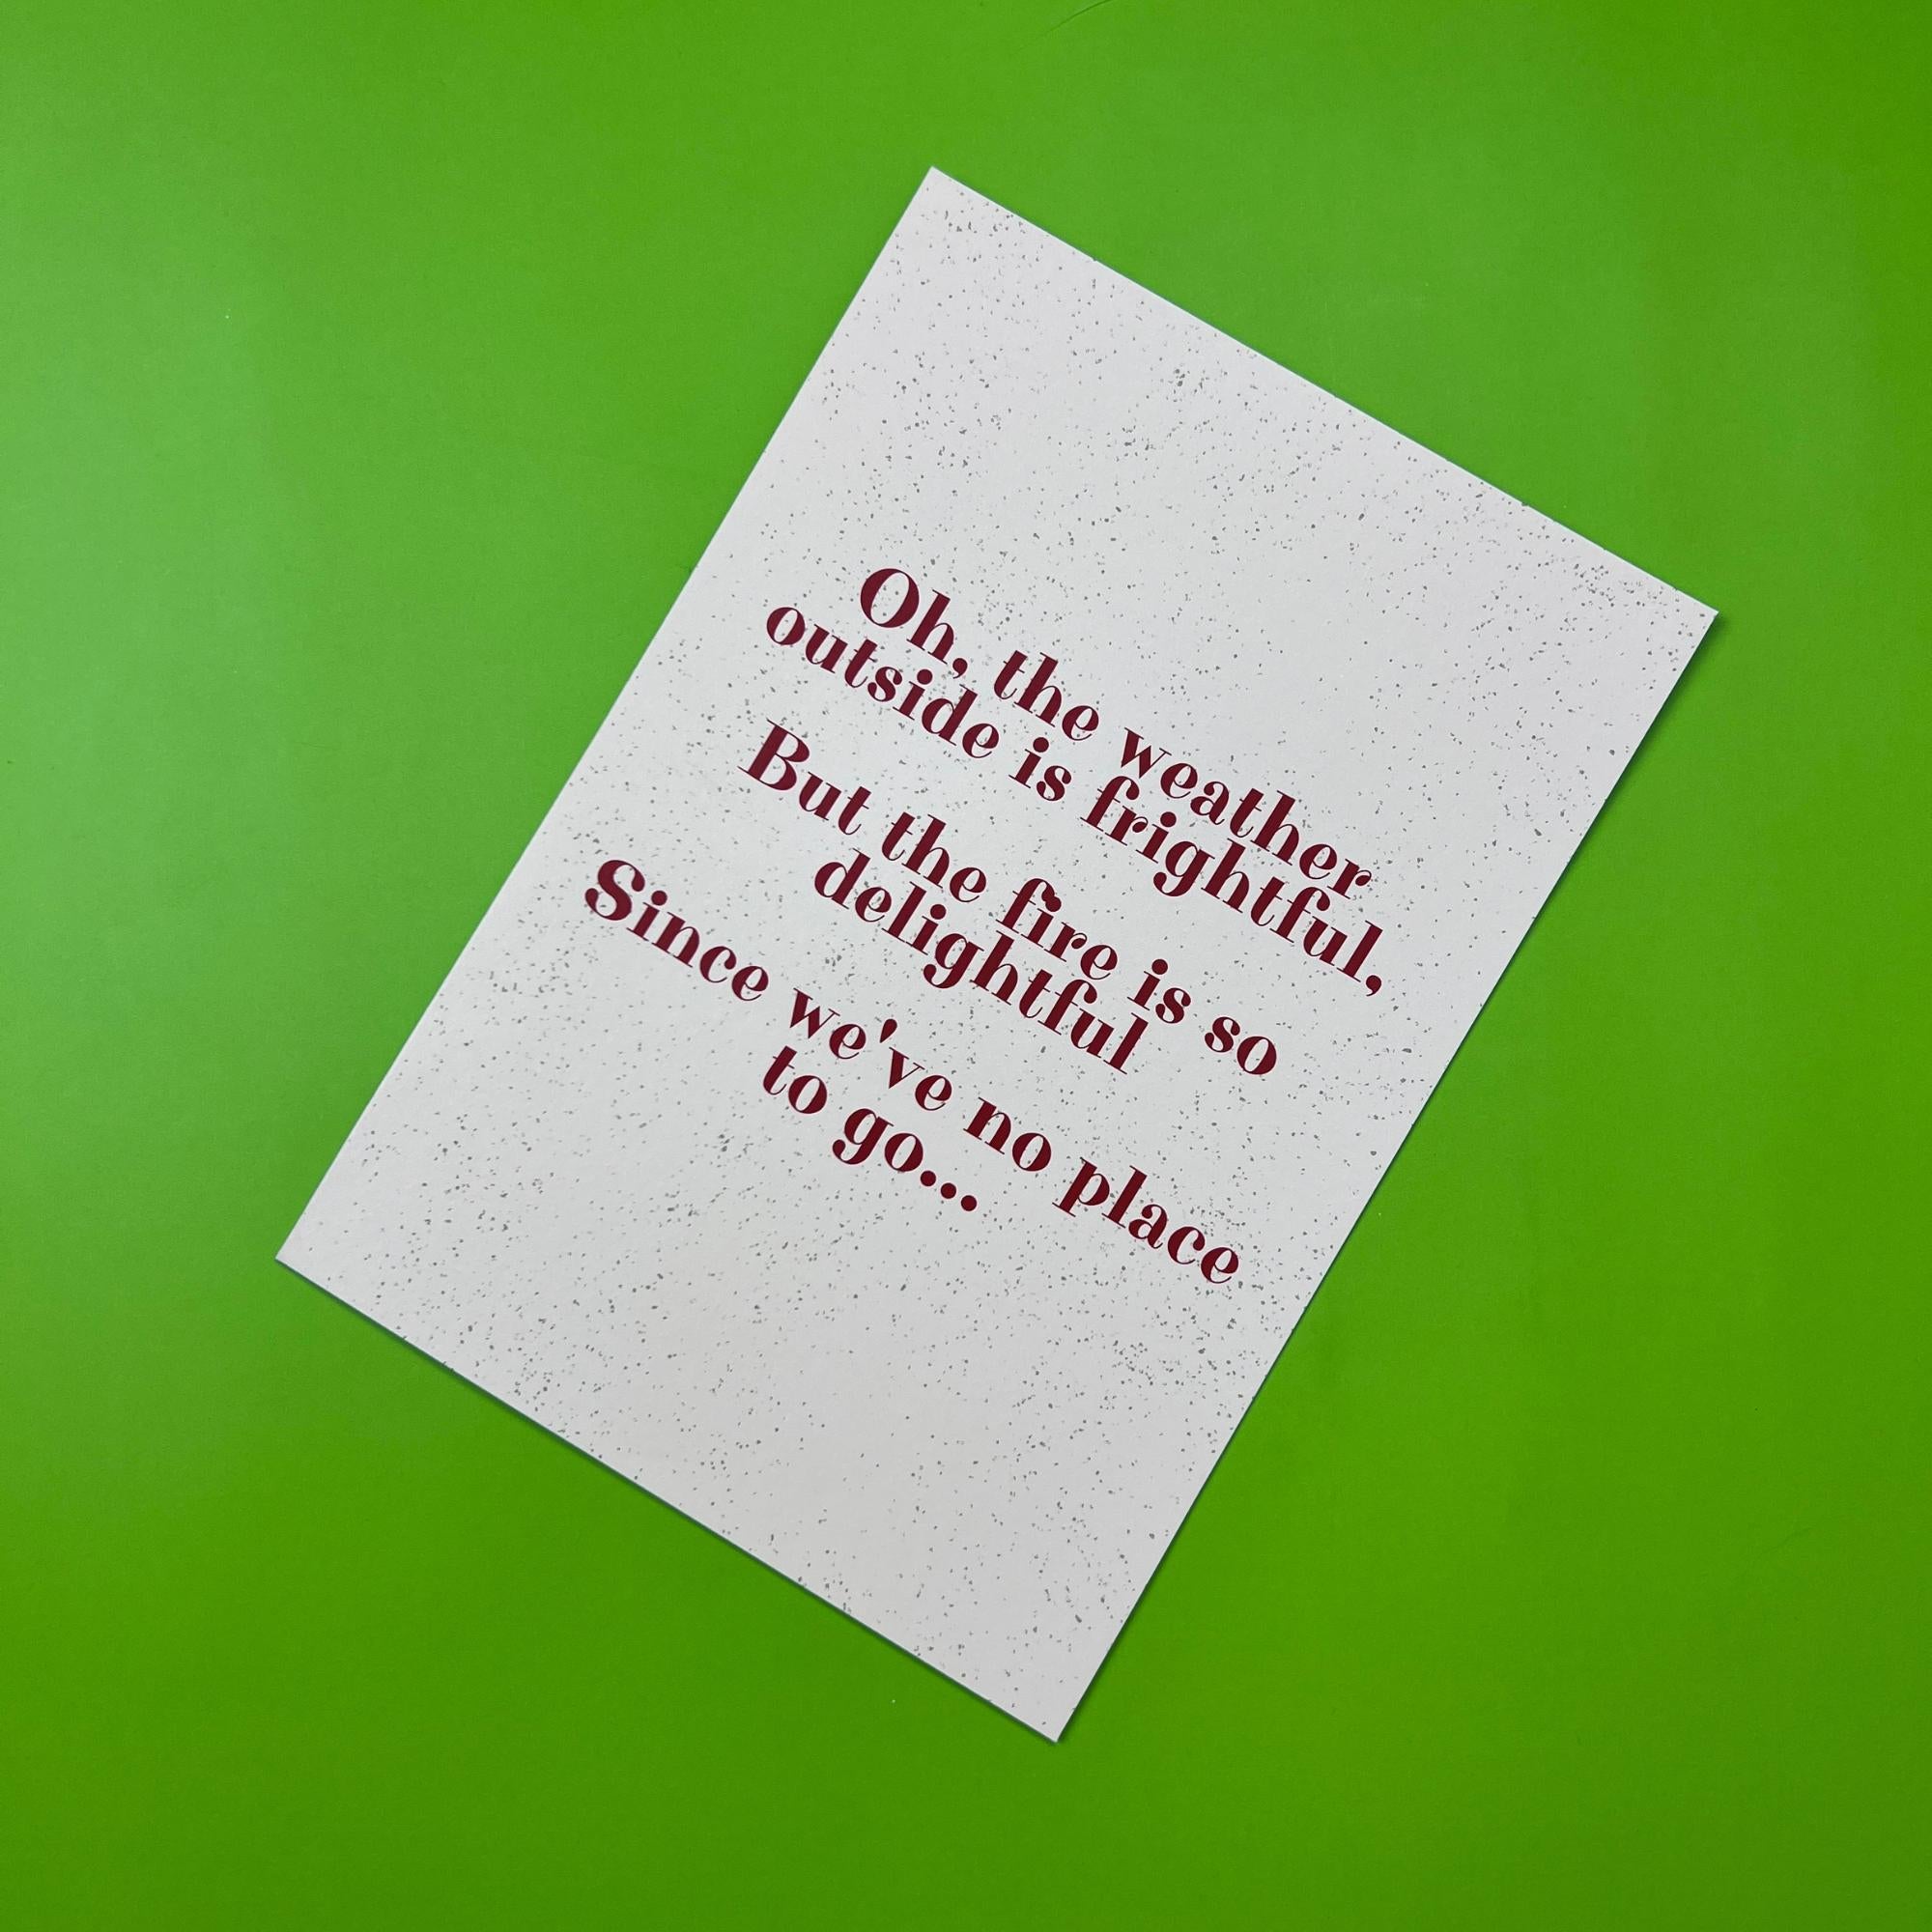 Oh, the weather
outside is frightful,
But the fire is so
delightful
Since we've no place
to go...